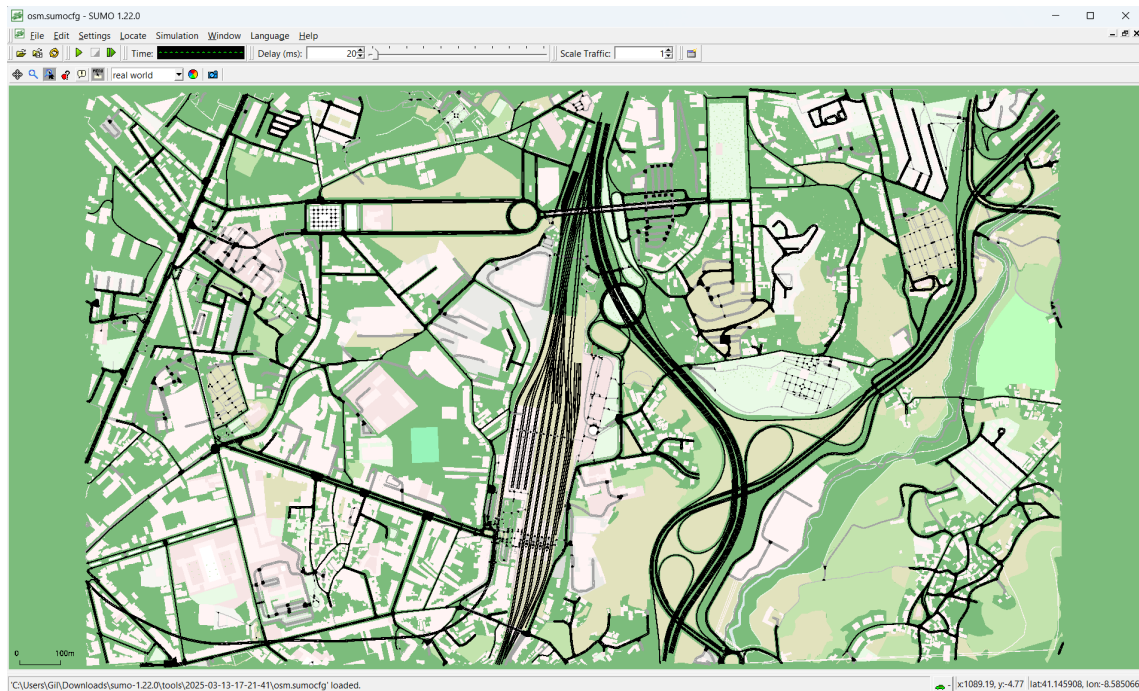 osm.sumocfg - SUMO 1.22.0
File Edit Settings Locate Simulation Window Language Help
Time: Delay (ms): 20 Scale Traffic: 1
real world
0 100m
'C:\Users\Gil\Downloads\sumo-1.22.0\tools\2025-03-13-17-21-41\osm.sumocfg' loaded.
- x:1089.19, y:-4.77 lat:41.145908, lon:-8.585066